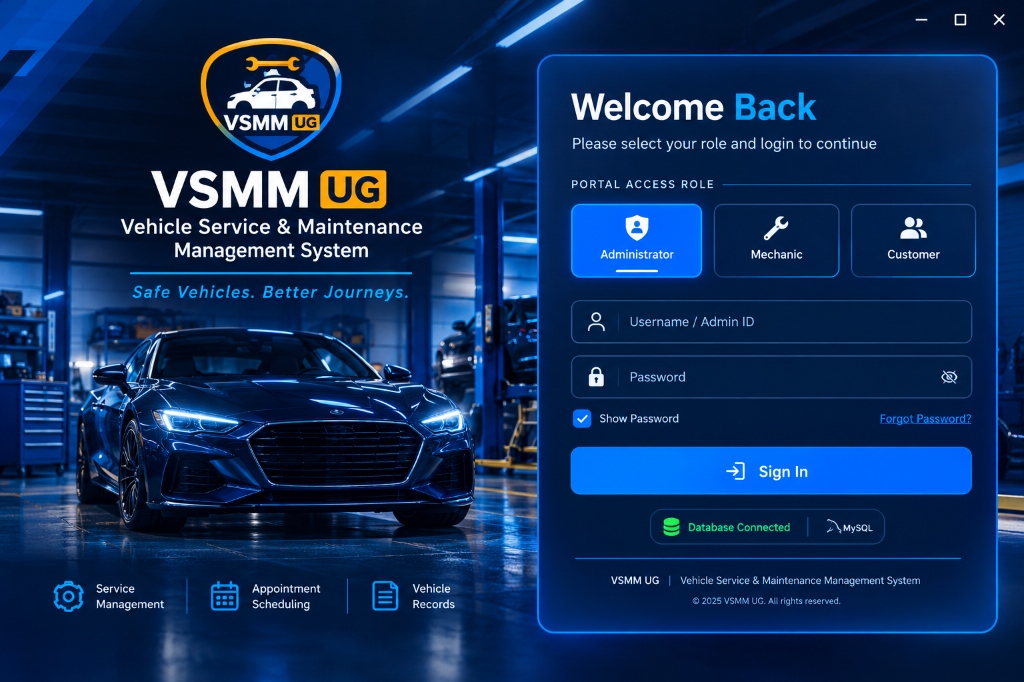 VSMM UG
VSMM UG
Vehicle Service & Maintenance
Management System
Safe Vehicles. Better Journeys.
Service
Management
Appointment
Scheduling
Vehicle
Records
Welcome Back
Please select your role and login to continue
PORTAL ACCESS ROLE
Administrator
Mechanic
Customer
Username / Admin ID
Password
Show Password
Forgot Password?
Sign In
Database Connected
MySQL
VSMM UG | Vehicle Service & Maintenance Management System
© 2025 VSMM UG. All rights reserved.